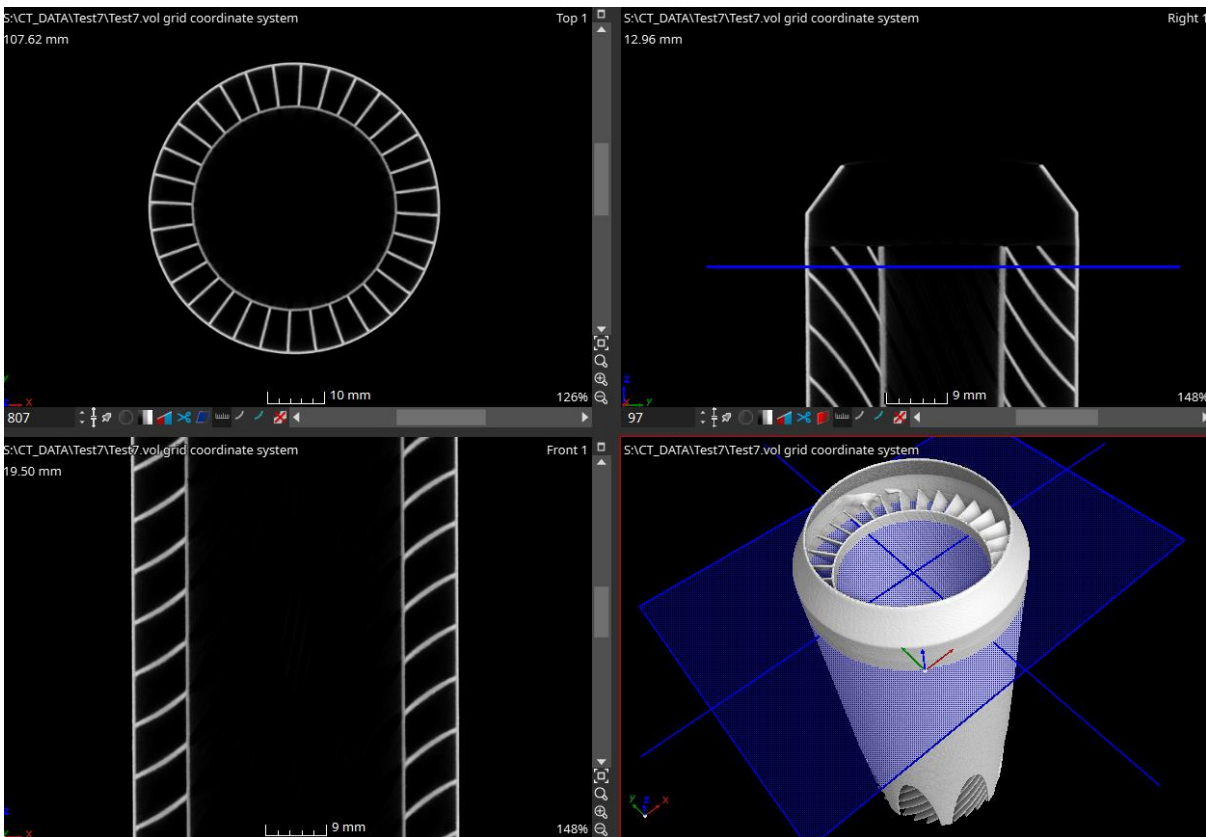 S:\CT_DATA\Test7\Test7.vol grid coordinate system Top 1
107.62 mm
10 mm 126%
807
S:\CT_DATA\Test7\Test7.vol grid coordinate system Right 1
12.96 mm
9 mm 148%
97
S:\CT_DATA\Test7\Test7.vol grid coordinate system Front 1
19.50 mm
9 mm 148%
S:\CT_DATA\Test7\Test7.vol grid coordinate system